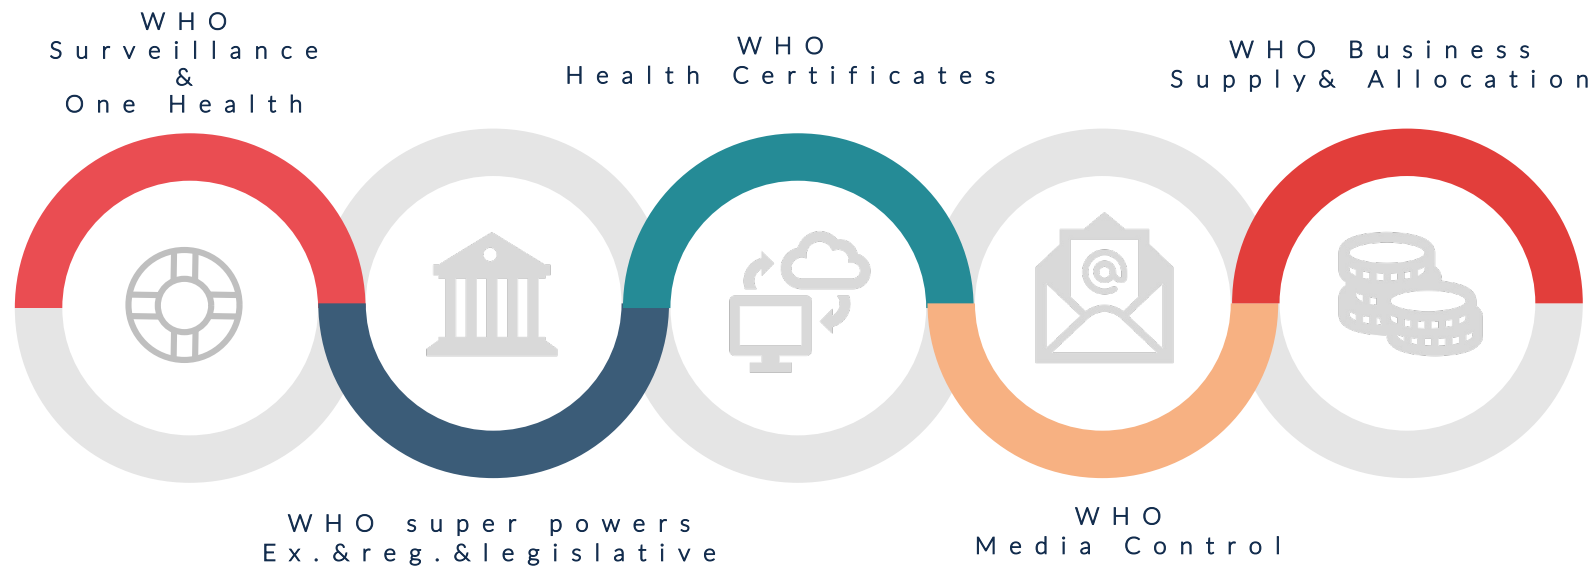 WHO
Surveillance
&
One Health
WHO super powers
Ex.&reg.&legislative
WHO
Health Certificates
WHO
Media Control
WHO Business
Supply& Allocation